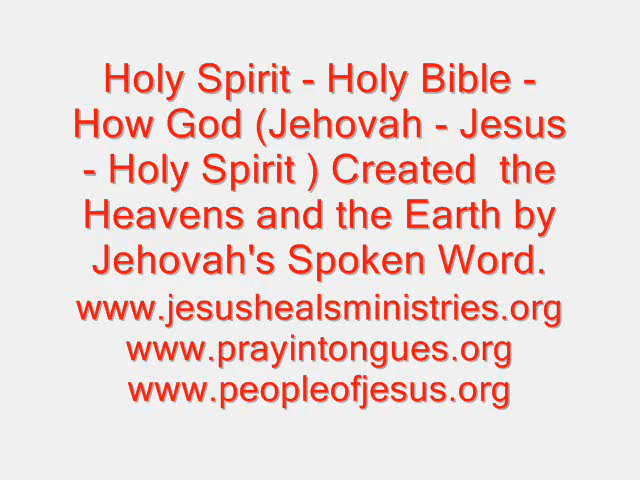 Holy Spirit - Holy Bible -
How God (Jehovah - Jesus
- Holy Spirit ) Created  the
Heavens and the Earth by
Jehovah's Spoken Word.
www.jesushealsministries.org
www.prayintongues.org
www.peopleofjesus.org